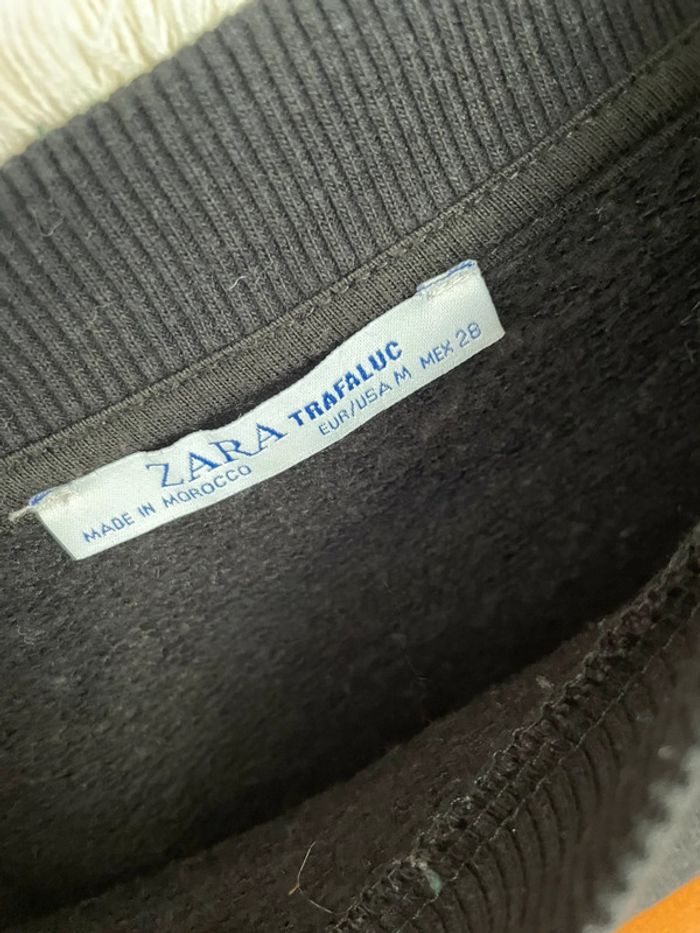 ZARA TRAFALUC
MADE IN MOROCCO EUR/USA M MEX 28